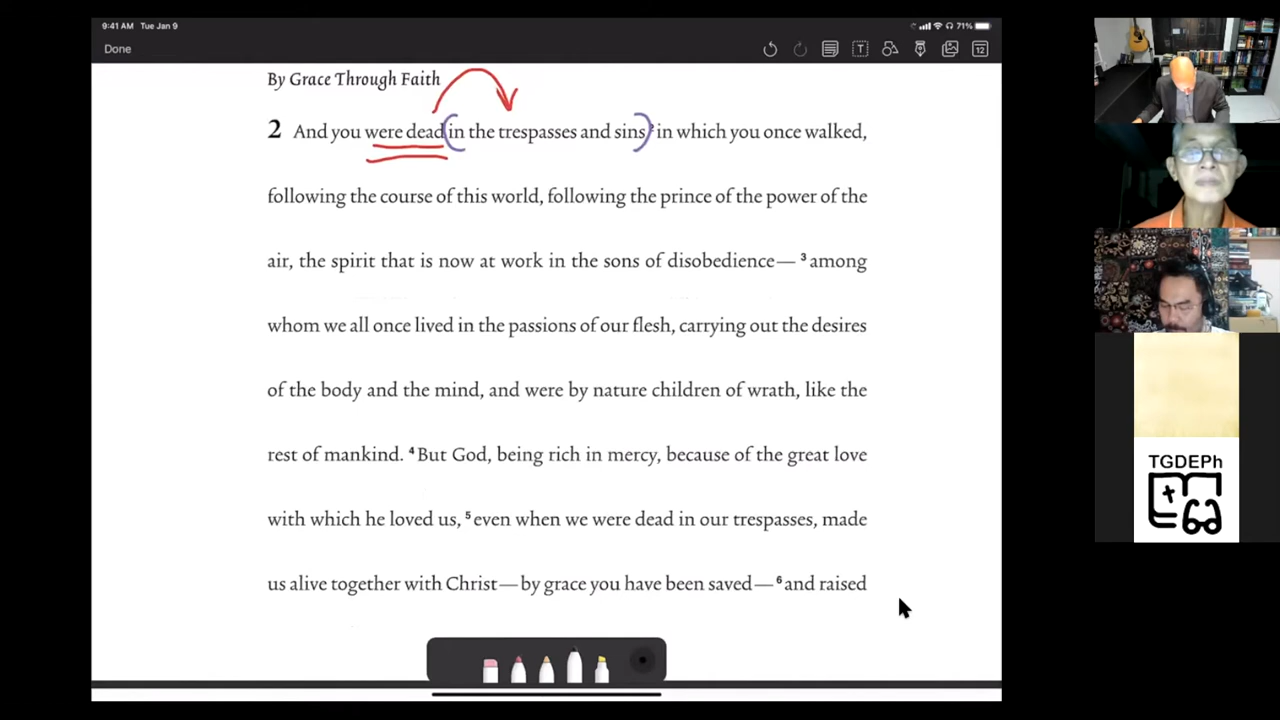 9:41 AM Tue Jan 9
71%
Done
T
12
By Grace Through Faith
2 And you were dead in the trespasses and sins ² in which you once walked,
following the course of this world, following the prince of the power of the
air, the spirit that is now at work in the sons of disobedience— ³ among
whom we all once lived in the passions of our flesh, carrying out the desires
of the body and the mind, and were by nature children of wrath, like the
rest of mankind. ⁴ But God, being rich in mercy, because of the great love
with which he loved us, ⁵ even when we were dead in our trespasses, made
us alive together with Christ—by grace you have been saved— ⁶ and raised
TGDEPh